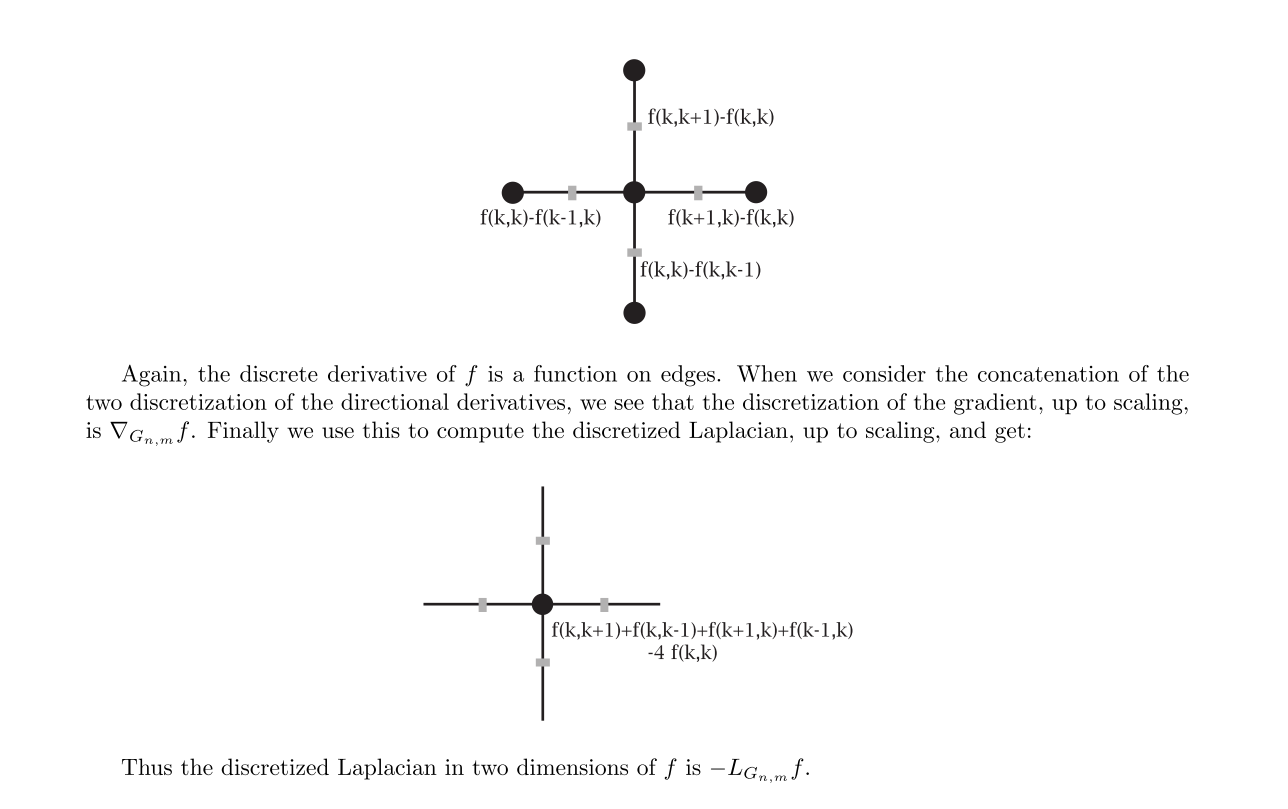 f(k,k+1)-f(k,k)
f(k,k)-f(k-1,k)
f(k+1,k)-f(k,k)
f(k,k)-f(k,k-1)
Again, the discrete derivative of f is a function on edges. When we consider the concatenation of the
two discretization of the directional derivatives, we see that the discretization of the gradient, up to scaling,
is ∇_{G_{n,m}} f. Finally we use this to compute the discretized Laplacian, up to scaling, and get:
f(k,k+1)+f(k,k-1)+f(k+1,k)+f(k-1,k)
-4 f(k,k)
Thus the discretized Laplacian in two dimensions of f is −L_{G_{n,m}} f.